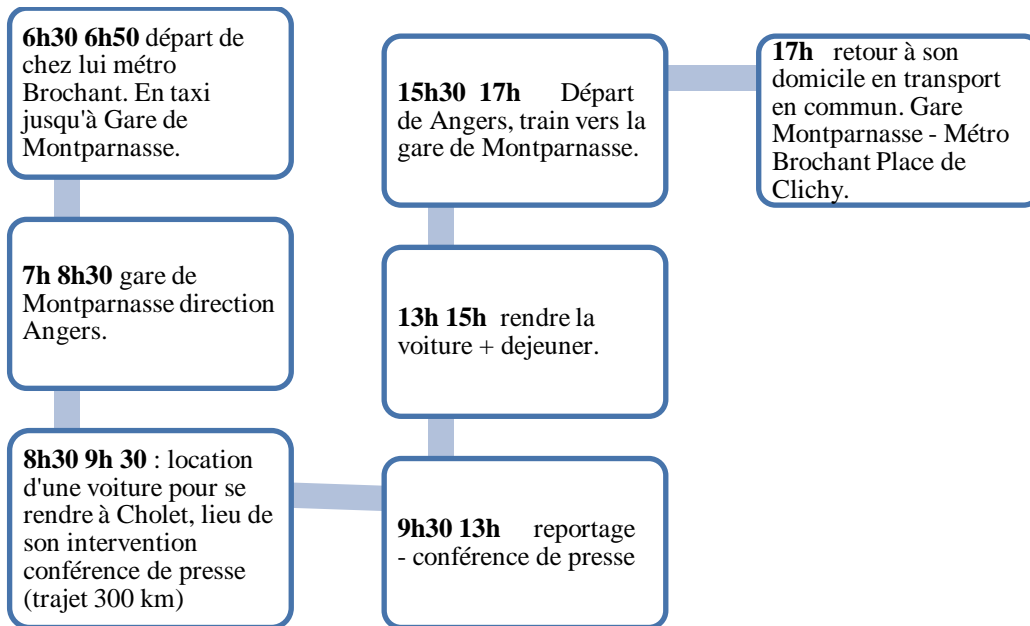 6h30 6h50 départ de
chez lui métro
Brochant. En taxi
jusqu'à Gare de
Montparnasse.
7h 8h30 gare de
Montparnasse direction
Angers.
8h30 9h 30 : location
d'une voiture pour se
rendre à Cholet, lieu de
son intervention
conférence de presse
(trajet 300 km)
9h30 13h reportage
- conférence de presse
13h 15h rendre la
voiture + dejeuner.
15h30 17h Départ
de Angers, train vers la
gare de Montparnasse.
17h retour à son
domicile en transport
en commun. Gare
Montparnasse - Métro
Brochant Place de
Clichy.